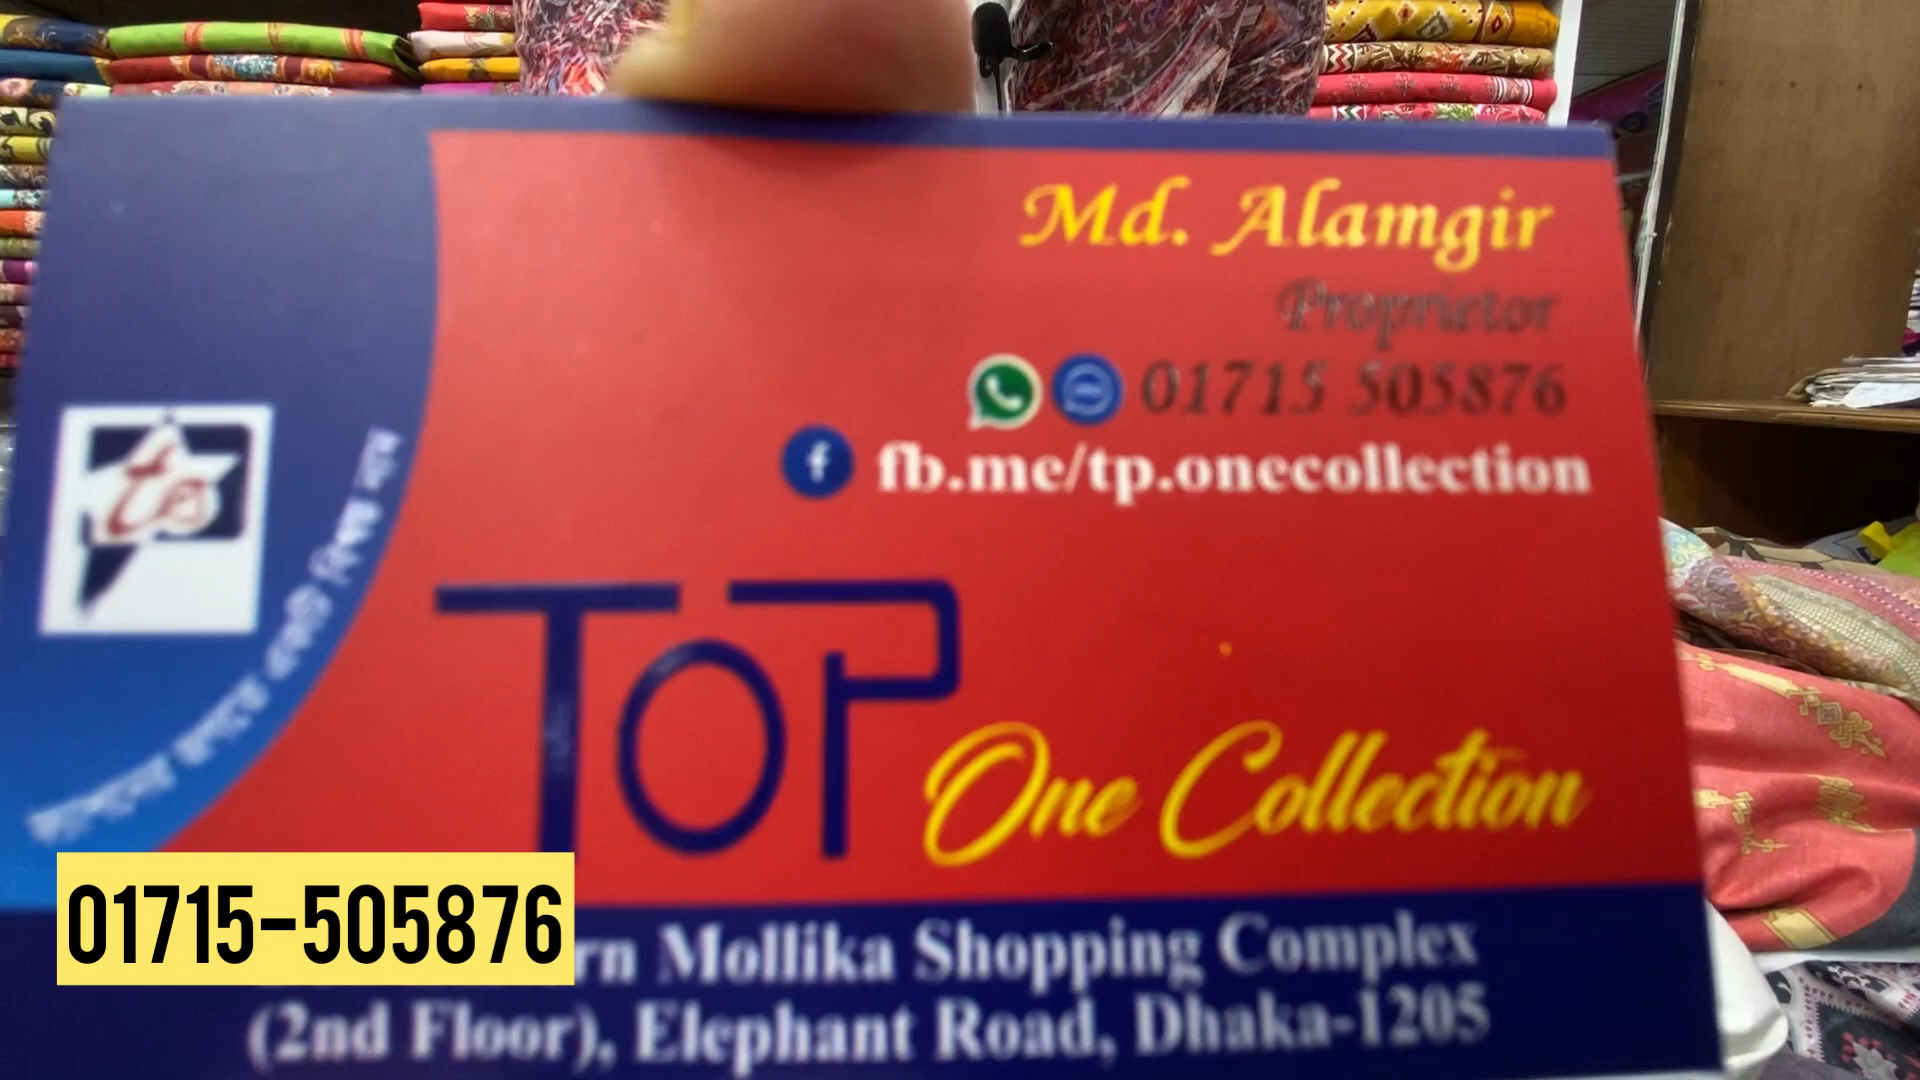 Md. Alamgir
Proprietor
01715 505876
fb.me/tp.onecollection
tes
TOP One Collection
01715-505876
Mollika Shopping Complex
(2nd Floor), Elephant Road, Dhaka-1205